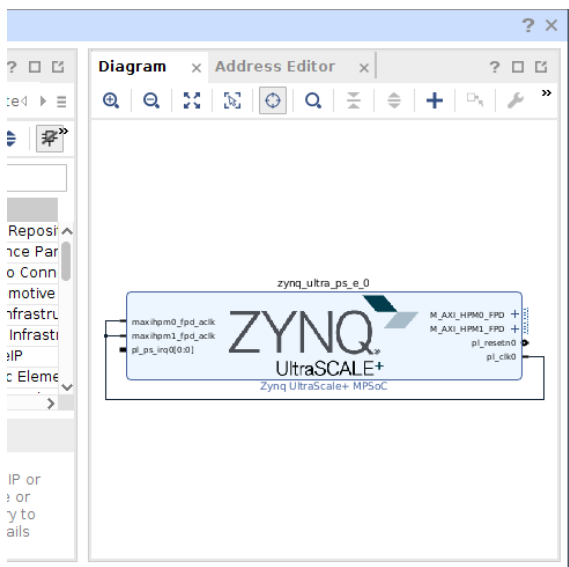 ?
?
Diagram
Address Editor
?
Reposit
nce Par
o Conn
motive
nfrastru
Infrastr
eIP
c Eleme
IP or
e or
ry to
ails
zynq_ultra_ps_e_0
maxihpm0_fpd_aclk
maxihpm1_fpd_aclk
pl_ps_irq0[0:0]
ZYNQ
UltraSCALE+
M_AXI_HPM0_FPD
M_AXI_HPM1_FPD
pl_resetn0
pl_clk0
Zynq UltraScale+ MPSoC